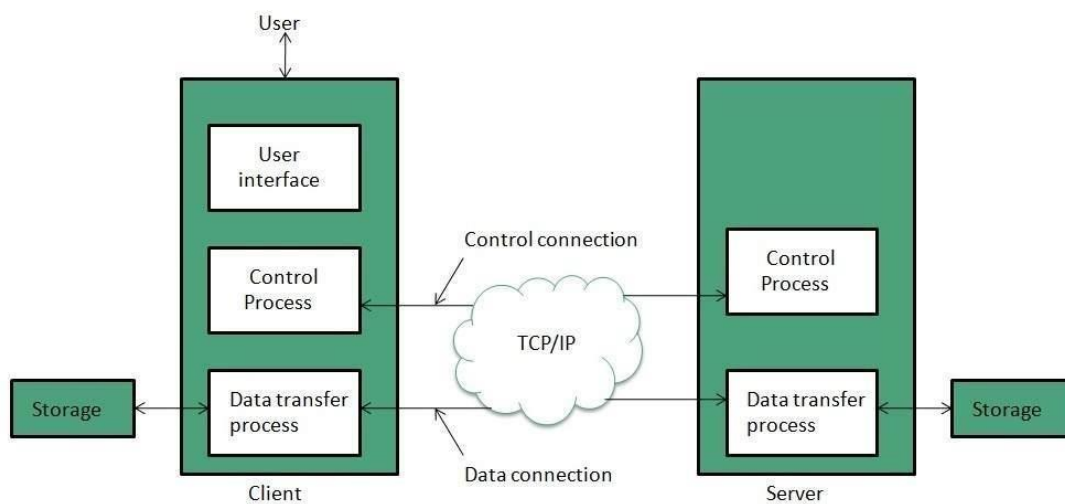 User
User
interface
Control connection
Control
Process
Control
Process
TCP/IP
Storage
Data transfer
process
Data transfer
process
Storage
Data connection
Client
Server